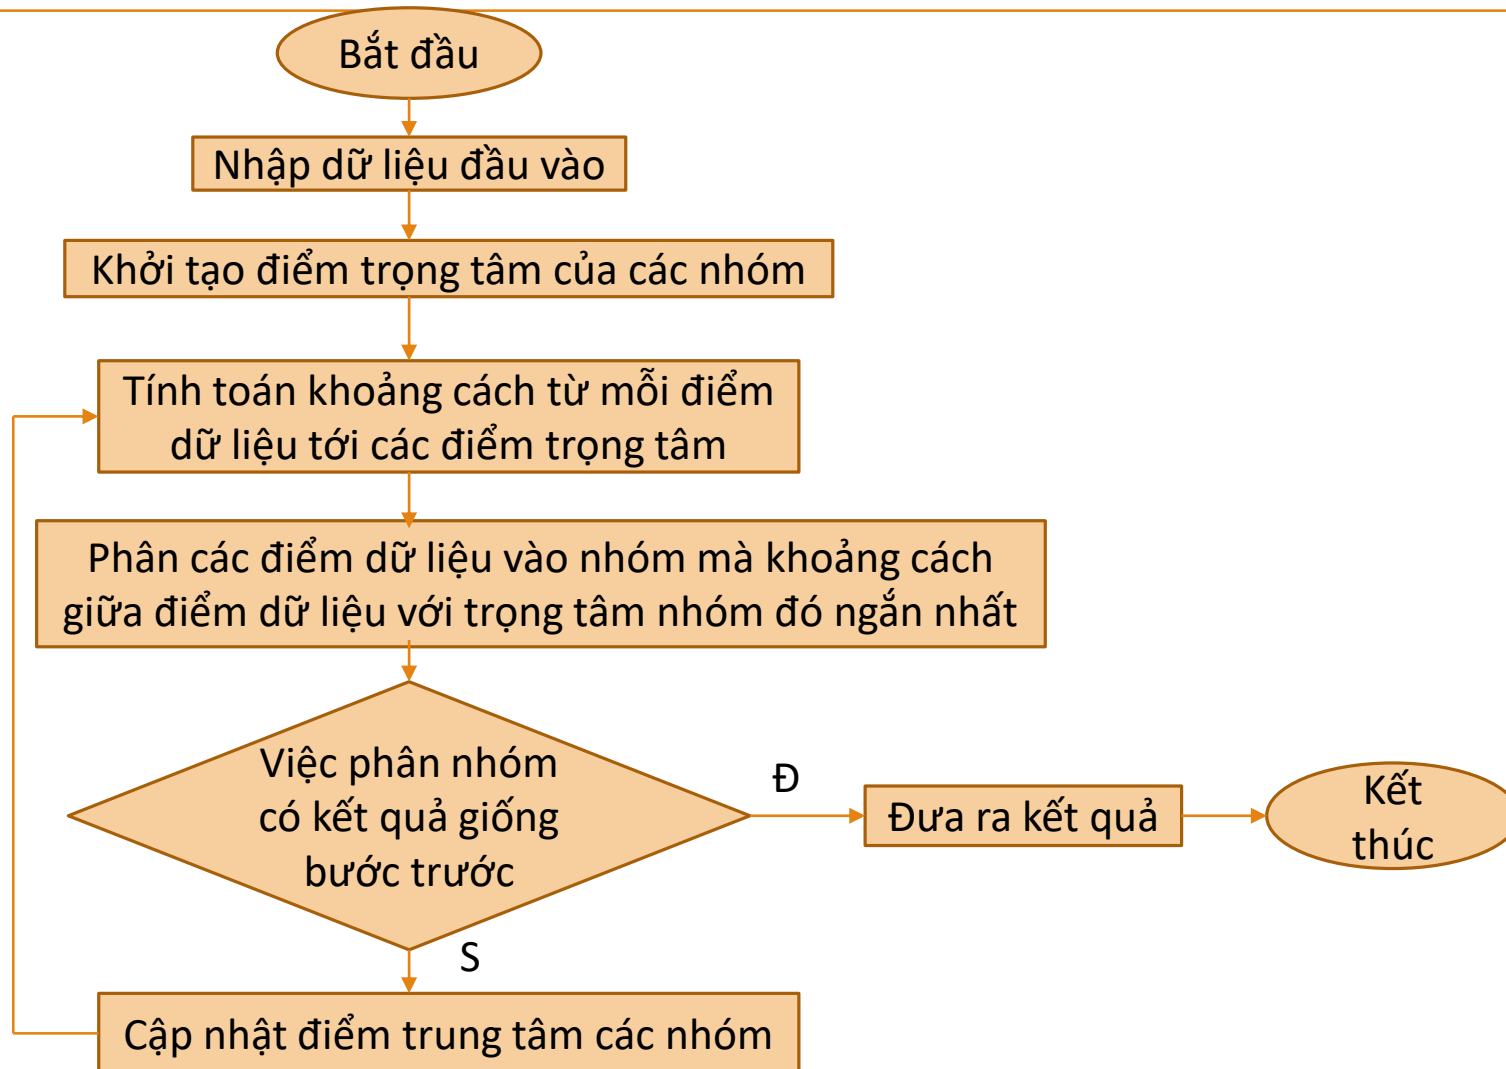 Bắt đầu
Nhập dữ liệu đầu vào
Khởi tạo điểm trọng tâm của các nhóm
Tính toán khoảng cách từ mỗi điểm
dữ liệu tới các điểm trọng tâm
Phân các điểm dữ liệu vào nhóm mà khoảng cách
giữa điểm dữ liệu với trọng tâm nhóm đó ngắn nhất
Việc phân nhóm
có kết quả giống
bước trước
Đ
Đưa ra kết quả
Kết
thúc
S
Cập nhật điểm trung tâm các nhóm